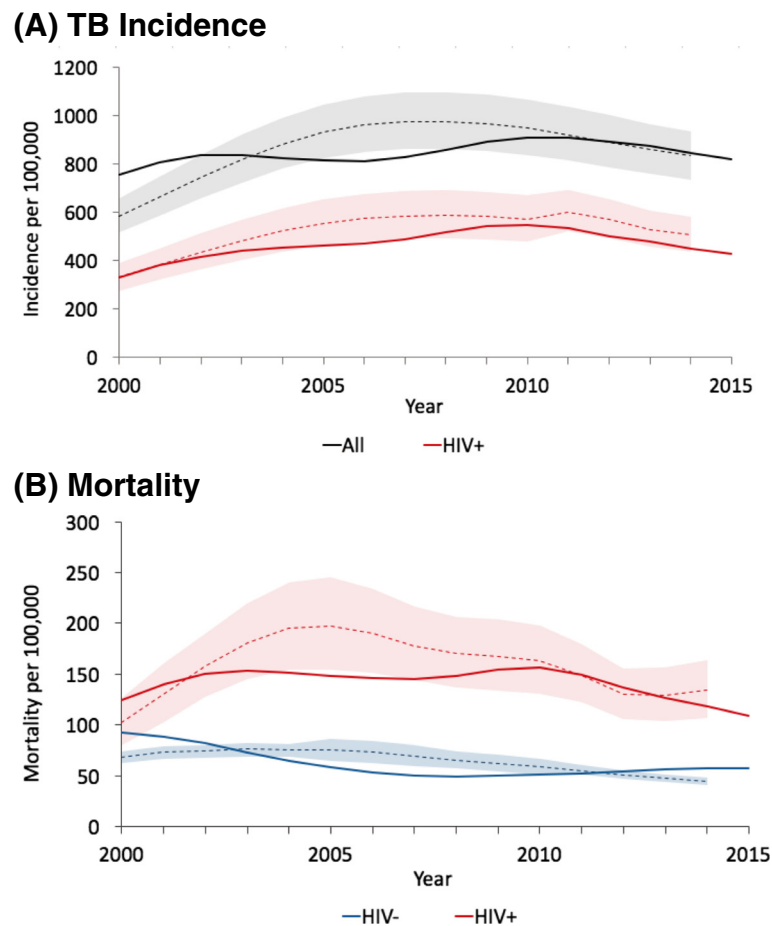 (A) TB Incidence
1200
1000
800
600
400
200
0
Incidence per 100,000
2000 2005 2010 2015
Year
All HIV+
(B) Mortality
300
250
200
150
100
50
0
Mortality per 100,000
2000 2005 2010 2015
Year
HIV- HIV+